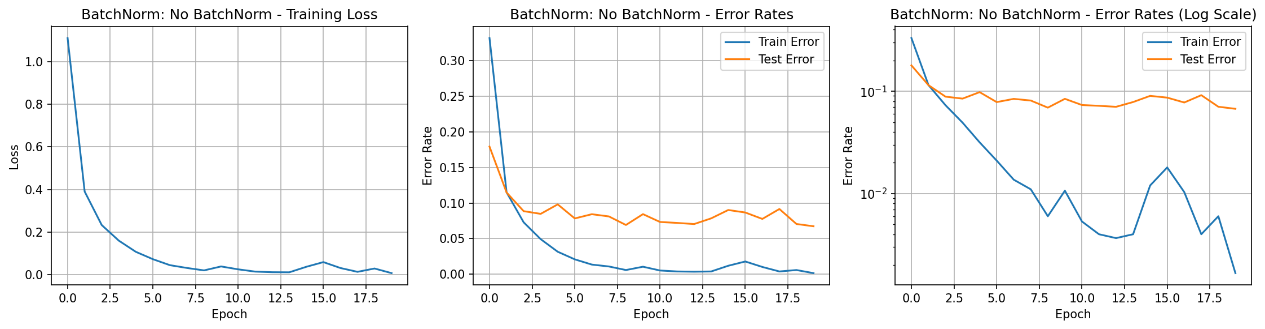 BatchNorm: No BatchNorm - Training Loss
Loss
1.0
0.8
0.6
0.4
0.2
0.0
0.0 2.5 5.0 7.5 10.0 12.5 15.0 17.5
Epoch
BatchNorm: No BatchNorm - Error Rates
Train Error
Test Error
Error Rate
0.30
0.25
0.20
0.15
0.10
0.05
0.00
0.0 2.5 5.0 7.5 10.0 12.5 15.0 17.5
Epoch
BatchNorm: No BatchNorm - Error Rates (Log Scale)
Train Error
Test Error
Error Rate
10⁻¹
10⁻²
0.0 2.5 5.0 7.5 10.0 12.5 15.0 17.5
Epoch